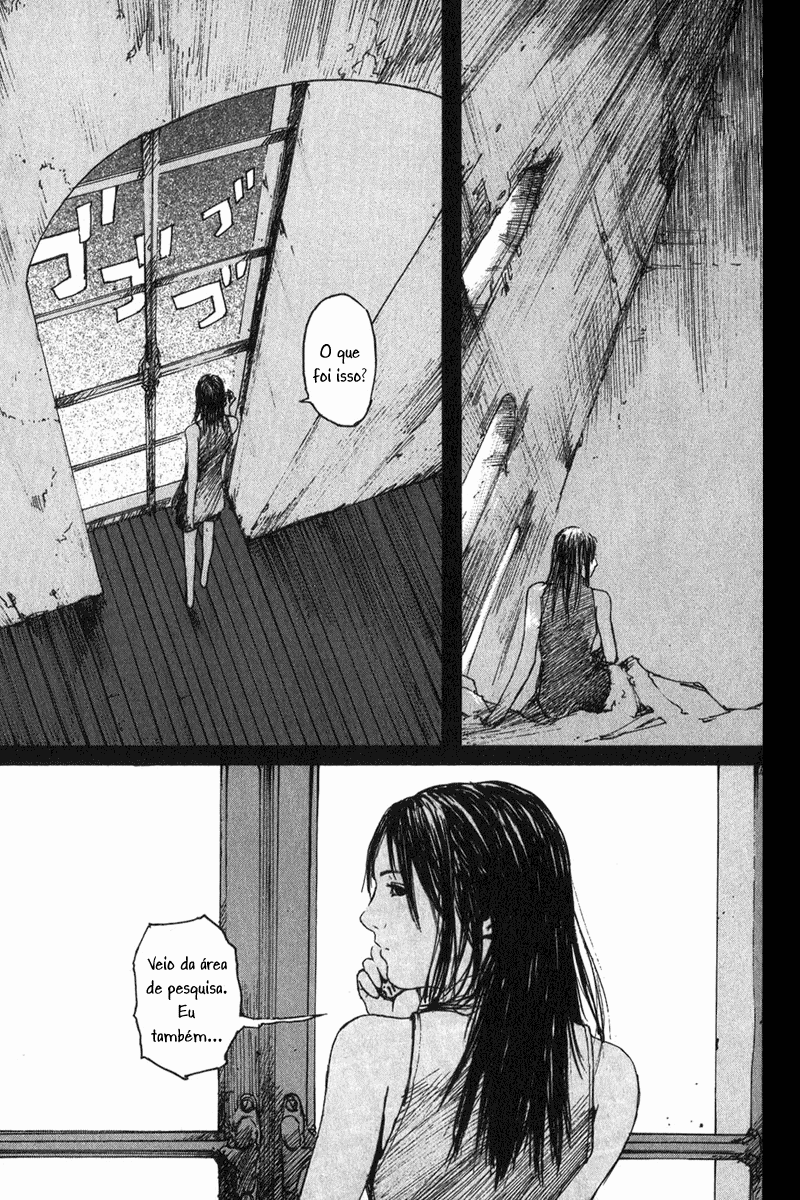 ゴゴゴゴ
O que
foi isso?
Veio da área
de pesquisa.
Eu
também...